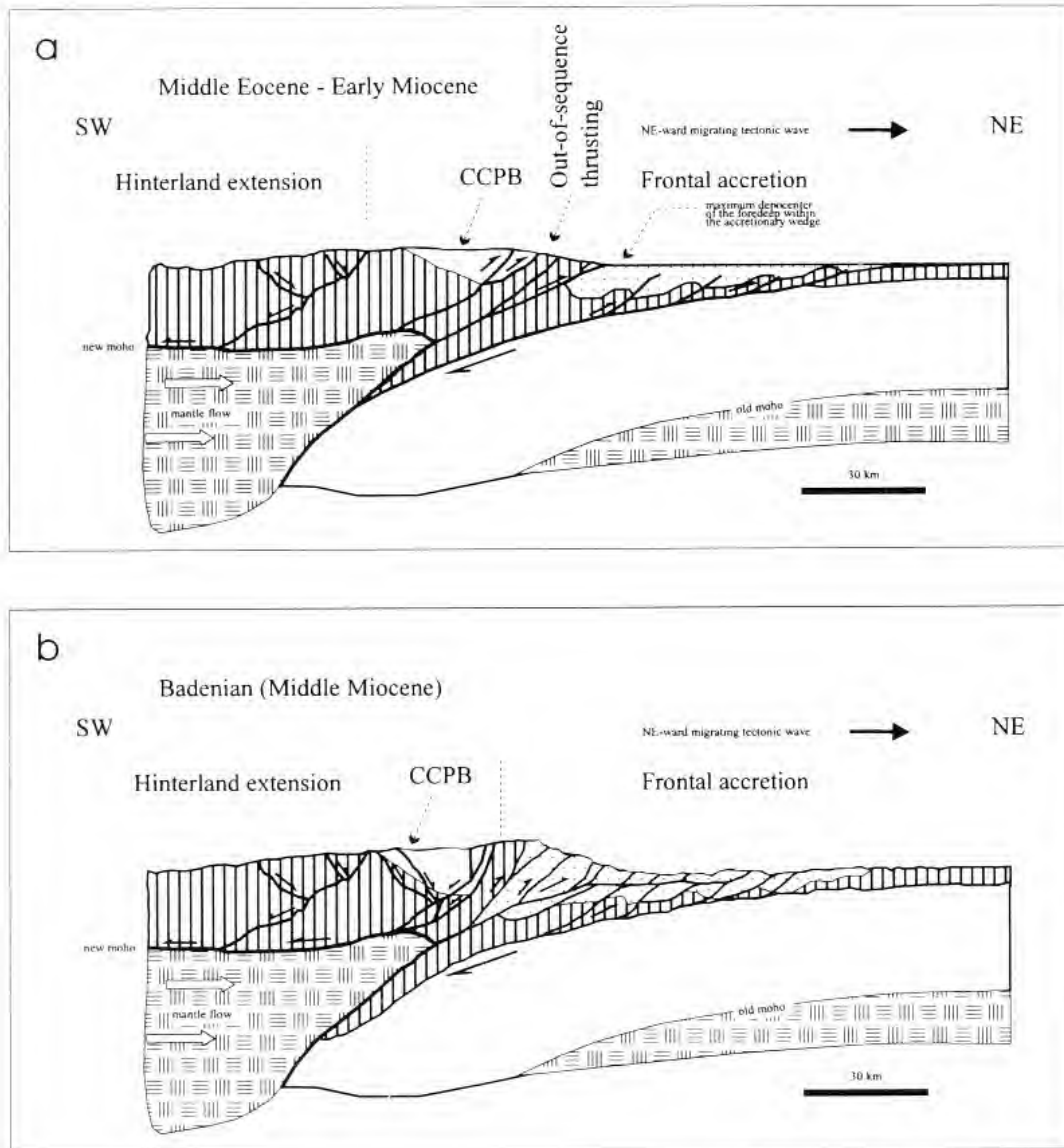 a
Middle Eocene - Early Miocene
SW
NE-ward migrating tectonic wave
NE
Hinterland extension
CCPB
Out-of-sequence
thrusting
Frontal accretion
maximum depocenter
of the foredeep within
the accretionary wedge
new moho
mantle flow
old moho
30 km
b
Badenian (Middle Miocene)
SW
NE-ward migrating tectonic wave
NE
Hinterland extension
CCPB
Frontal accretion
new moho
mantle flow
old moho
30 km